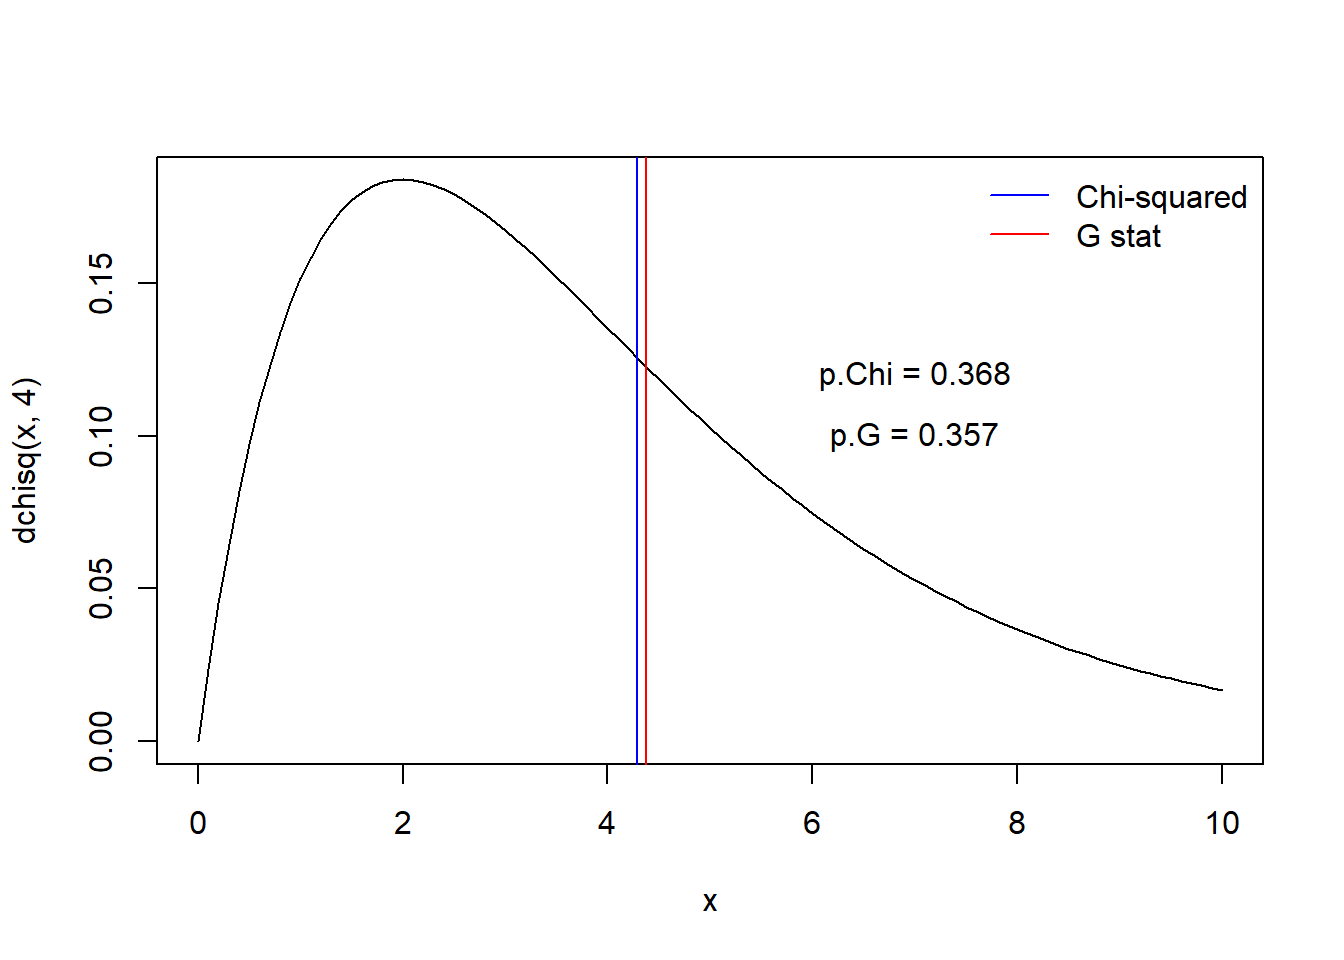 Chi-squared
G stat
p.Chi = 0.368
p.G = 0.357
dchisq(x, 4)
0.15
0.10
0.05
0.00
0 2 4 6 8 10
x